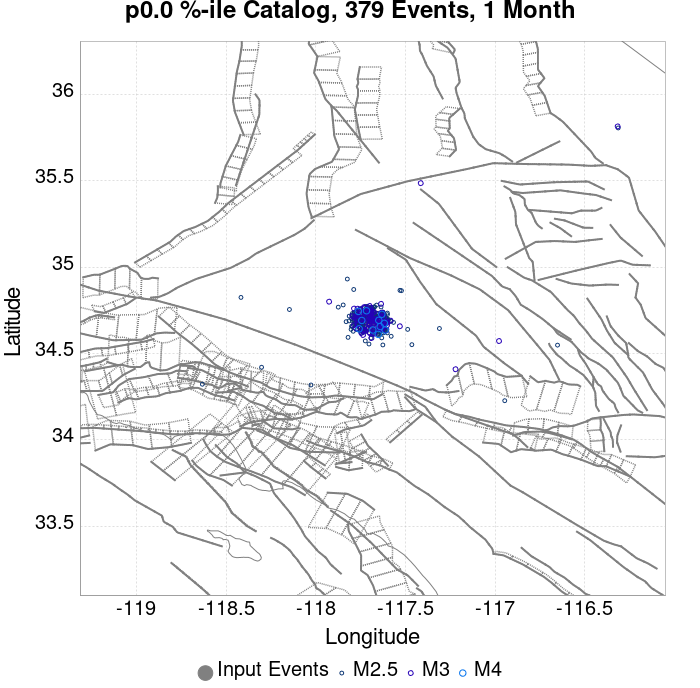 p0.0 %-ile Catalog, 379 Events, 1 Month
36
35.5
35
34.5
34
33.5
Latitude
-119
-118.5
-118
-117.5
-117
-116.5
Longitude
Input Events
M2.5
M3
M4